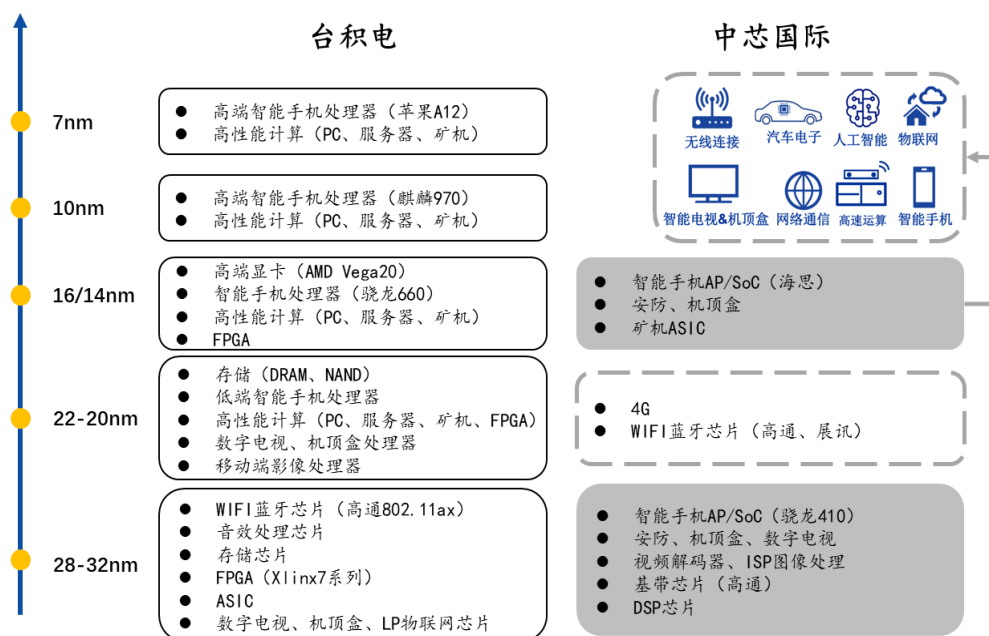 台积电
中芯国际
7nm
高端智能手机处理器（苹果A12）
高性能计算（PC、服务器、矿机）
无线连接
汽车电子
人工智能
物联网
智能电视&机顶盒
网络通信
高速运算
智能手机
10nm
高端智能手机处理器（麒麟970）
高性能计算（PC、服务器、矿机）
16/14nm
高端显卡（AMD Vega20）
智能手机处理器（骁龙660）
高性能计算（PC、服务器、矿机）
FPGA
智能手机AP/SoC（海思）
安防、机顶盒
矿机ASIC
22-20nm
存储（DRAM、NAND）
低端智能手机处理器
高性能计算（PC、服务器、矿机、FPGA）
数字电视、机顶盒处理器
移动端影像处理器
4G
WIFI蓝牙芯片（高通、展讯）
28-32nm
WIFI蓝牙芯片（高通802.11ax）
音效处理芯片
存储芯片
FPGA（Xlinx7系列）
ASIC
数字电视、机顶盒、LP物联网芯片
智能手机AP/SoC（骁龙410）
安防、机顶盒、数字电视
视频解码器、ISP图像处理
基带芯片（高通）
DSP芯片